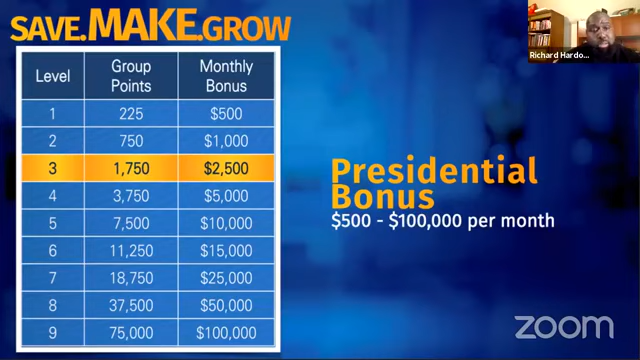 SAVE.MAKE.GROW
Richard Hardo...
Level Group Points Monthly Bonus
1 225 $500
2 750 $1,000
3 1,750 $2,500
4 3,750 $5,000
5 7,500 $10,000
6 11,250 $15,000
7 18,750 $25,000
8 37,500 $50,000
9 75,000 $100,000
Presidential
Bonus
$500 - $100,000 per month
zoom